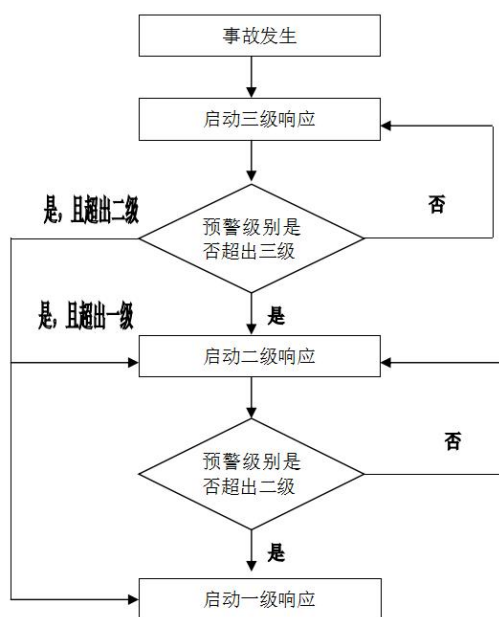 事故发生
启动三级响应
是，且超出二级
预警级别是
否超出三级
否
是，且超出一级
是
启动二级响应
预警级别是
否超出二级
否
是
启动一级响应